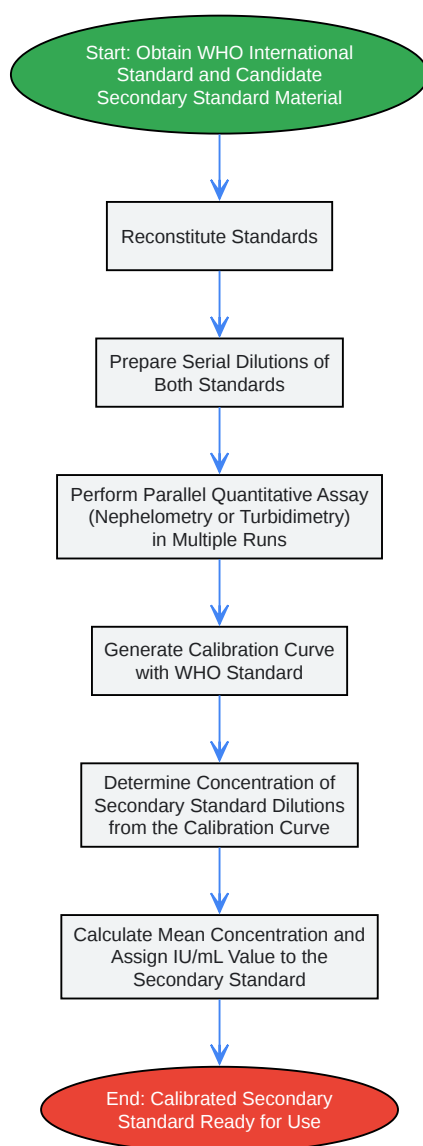 Start: Obtain WHO International
Standard and Candidate
Secondary Standard Material
Reconstitute Standards
Prepare Serial Dilutions of
Both Standards
Perform Parallel Quantitative Assay
(Nephelometry or Turbidimetry)
in Multiple Runs
Generate Calibration Curve
with WHO Standard
Determine Concentration of
Secondary Standard Dilutions
from the Calibration Curve
Calculate Mean Concentration and
Assign IU/mL Value to the
Secondary Standard
End: Calibrated Secondary
Standard Ready for Use